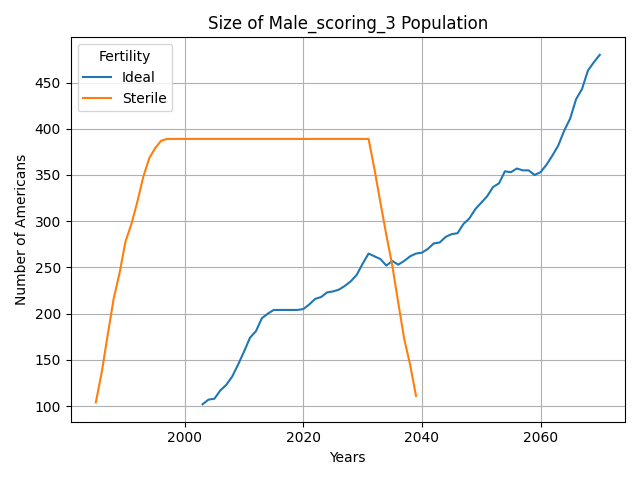 Size of Male_scoring_3 Population
Fertility
Ideal
Sterile
Number of Americans
450
400
350
300
250
200
150
100
2000
2020
2040
2060
Years